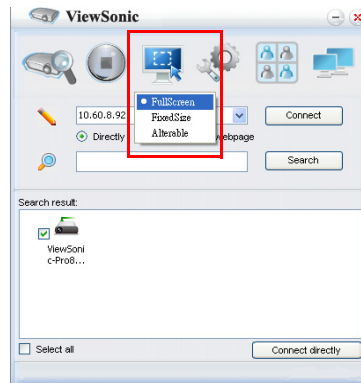 ViewSonic
FullScreen
FixedSize
Alterable
10.60.8.92
Connect
Directly
webpage
Search
Search result:
ViewSoni
c-Pro8...
Select all
Connect directly